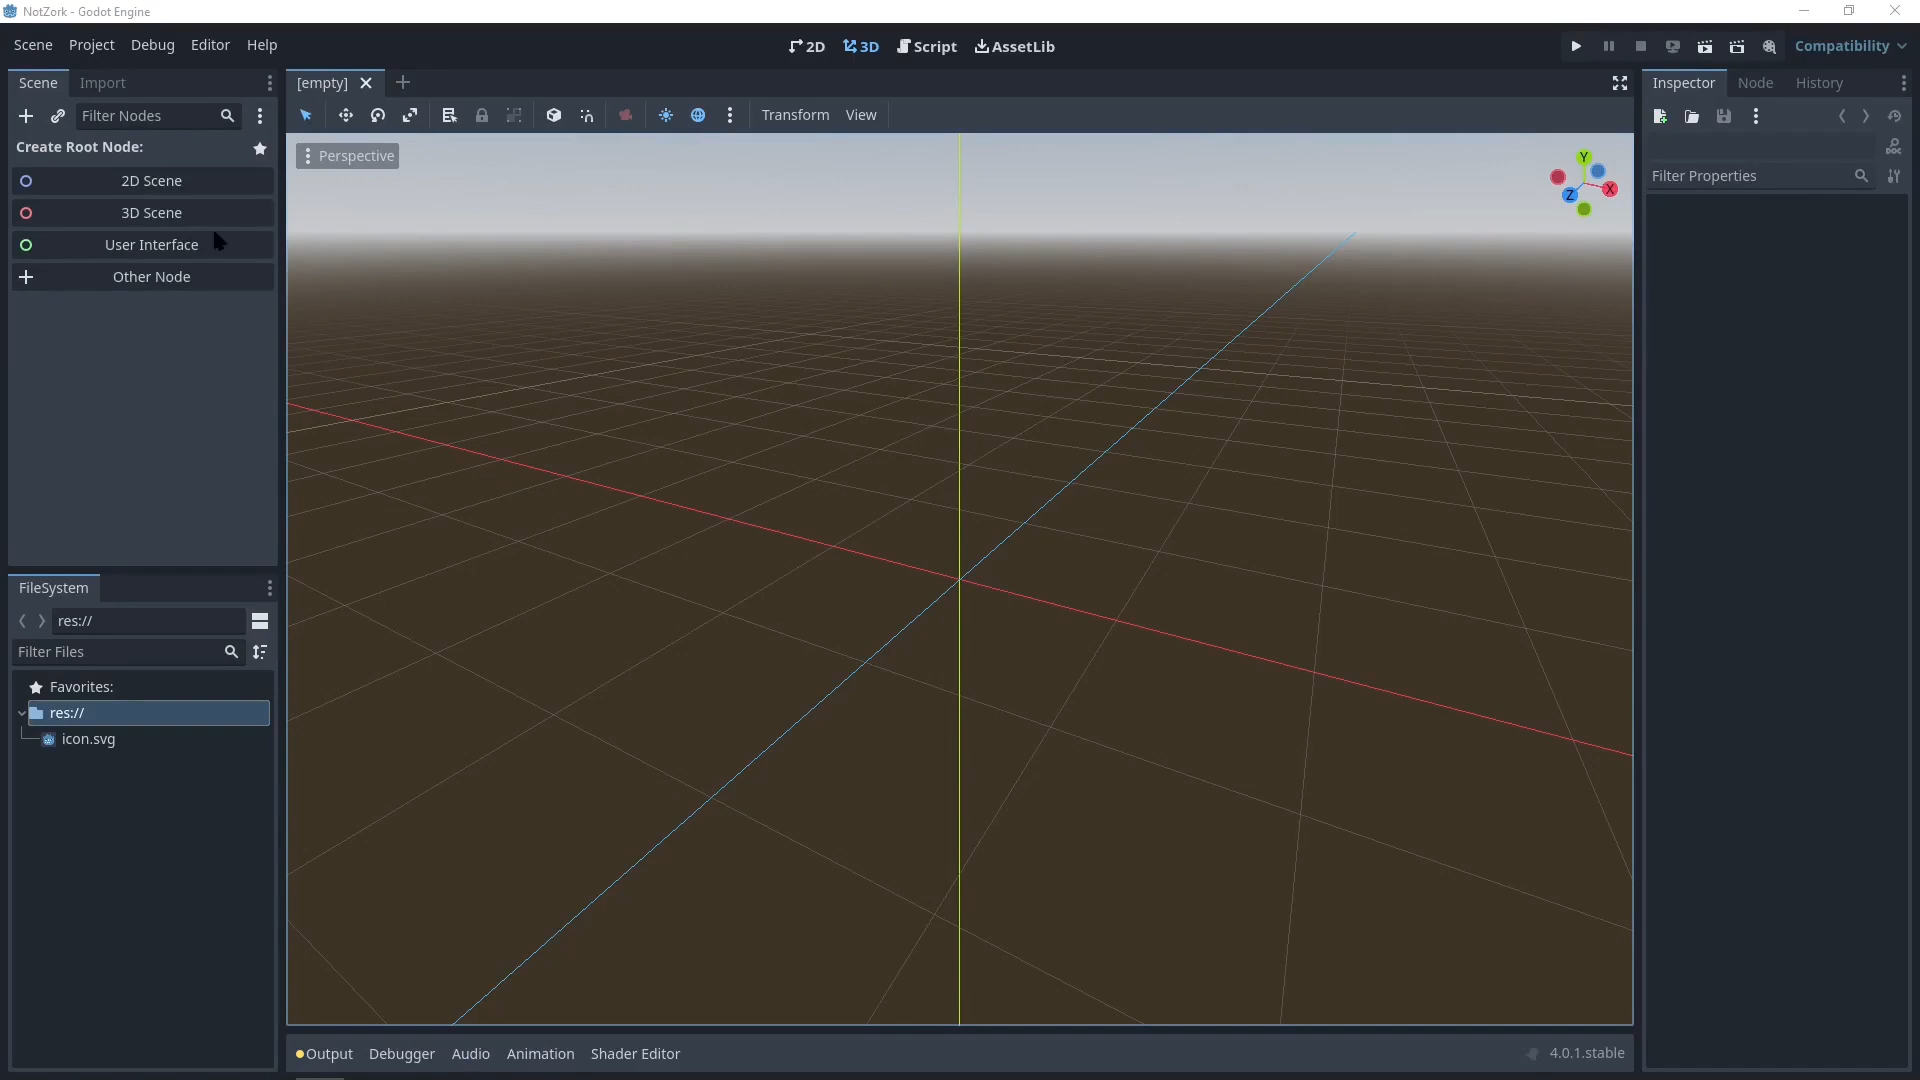 NotZork - Godot Engine
Scene Project Debug Editor Help
2D 3D Script AssetLib
Compatibility
Scene Import
[empty]
Inspector Node History
Filter Nodes
Transform View
Create Root Node:
Perspective
2D Scene
3D Scene
User Interface
Other Node
Y
X
Z
DOC
Filter Properties
FileSystem
res://
Filter Files
Favorites:
res://
icon.svg
Output Debugger Audio Animation Shader Editor
4.0.1.stable